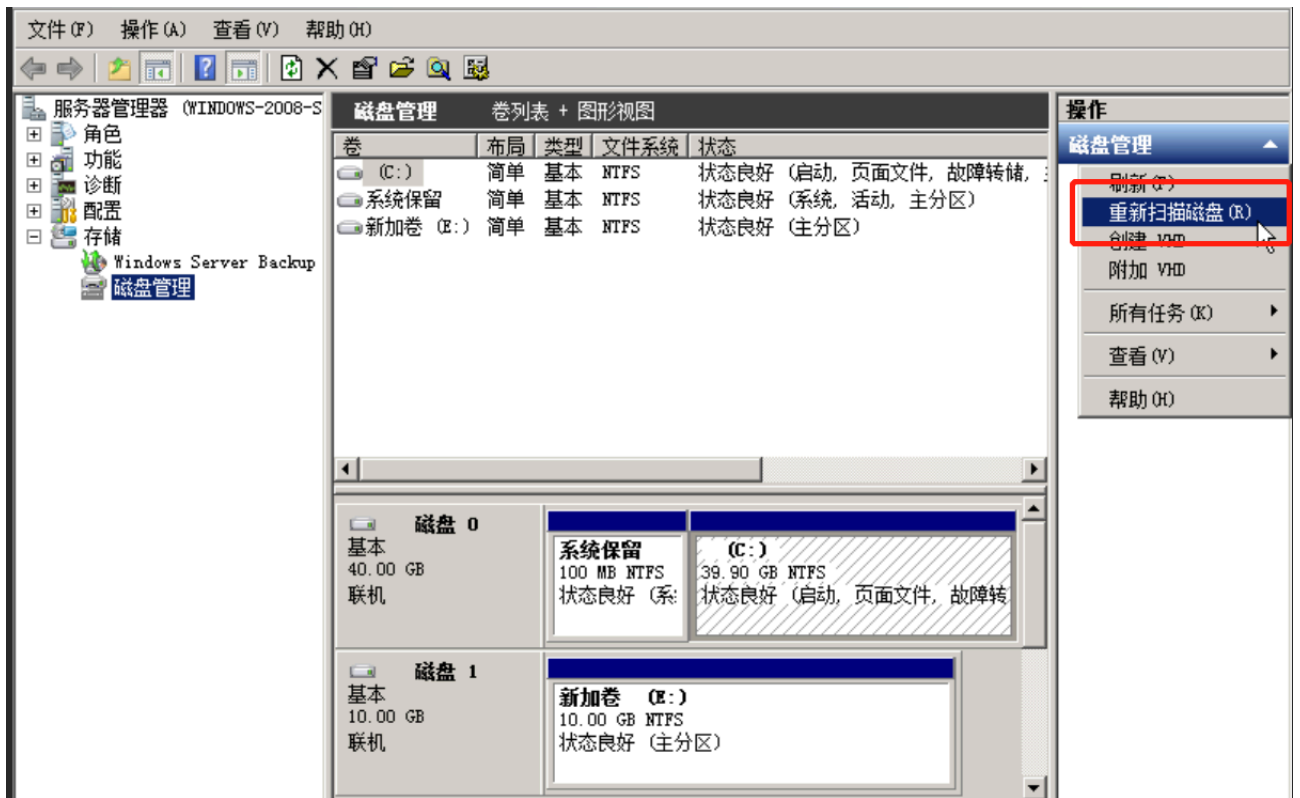 文件(F) 操作(A) 查看(V) 帮助(H)
服务器管理器 (WINDOWS-2008-S
角色
功能
诊断
配置
存储
Windows Server Backup
磁盘管理
磁盘管理 卷列表 + 图形视图
卷 布局 类型 文件系统 状态
(C:) 简单 基本 NTFS 状态良好 (启动, 页面文件, 故障转储,
系统保留 简单 基本 NTFS 状态良好 (系统, 活动, 主分区)
新加卷 (E:) 简单 基本 NTFS 状态良好 (主分区)
磁盘 0
基本
40.00 GB
联机
系统保留
100 MB NTFS
状态良好 (系
(C:)
39.90 GB NTFS
状态良好 (启动, 页面文件, 故障转
磁盘 1
基本
10.00 GB
联机
新加卷 (E:)
10.00 GB NTFS
状态良好 (主分区)
操作
磁盘管理
刷新(F)
重新扫描磁盘(R)
创建 VHD
附加 VHD
所有任务(K)
查看(V)
帮助(H)